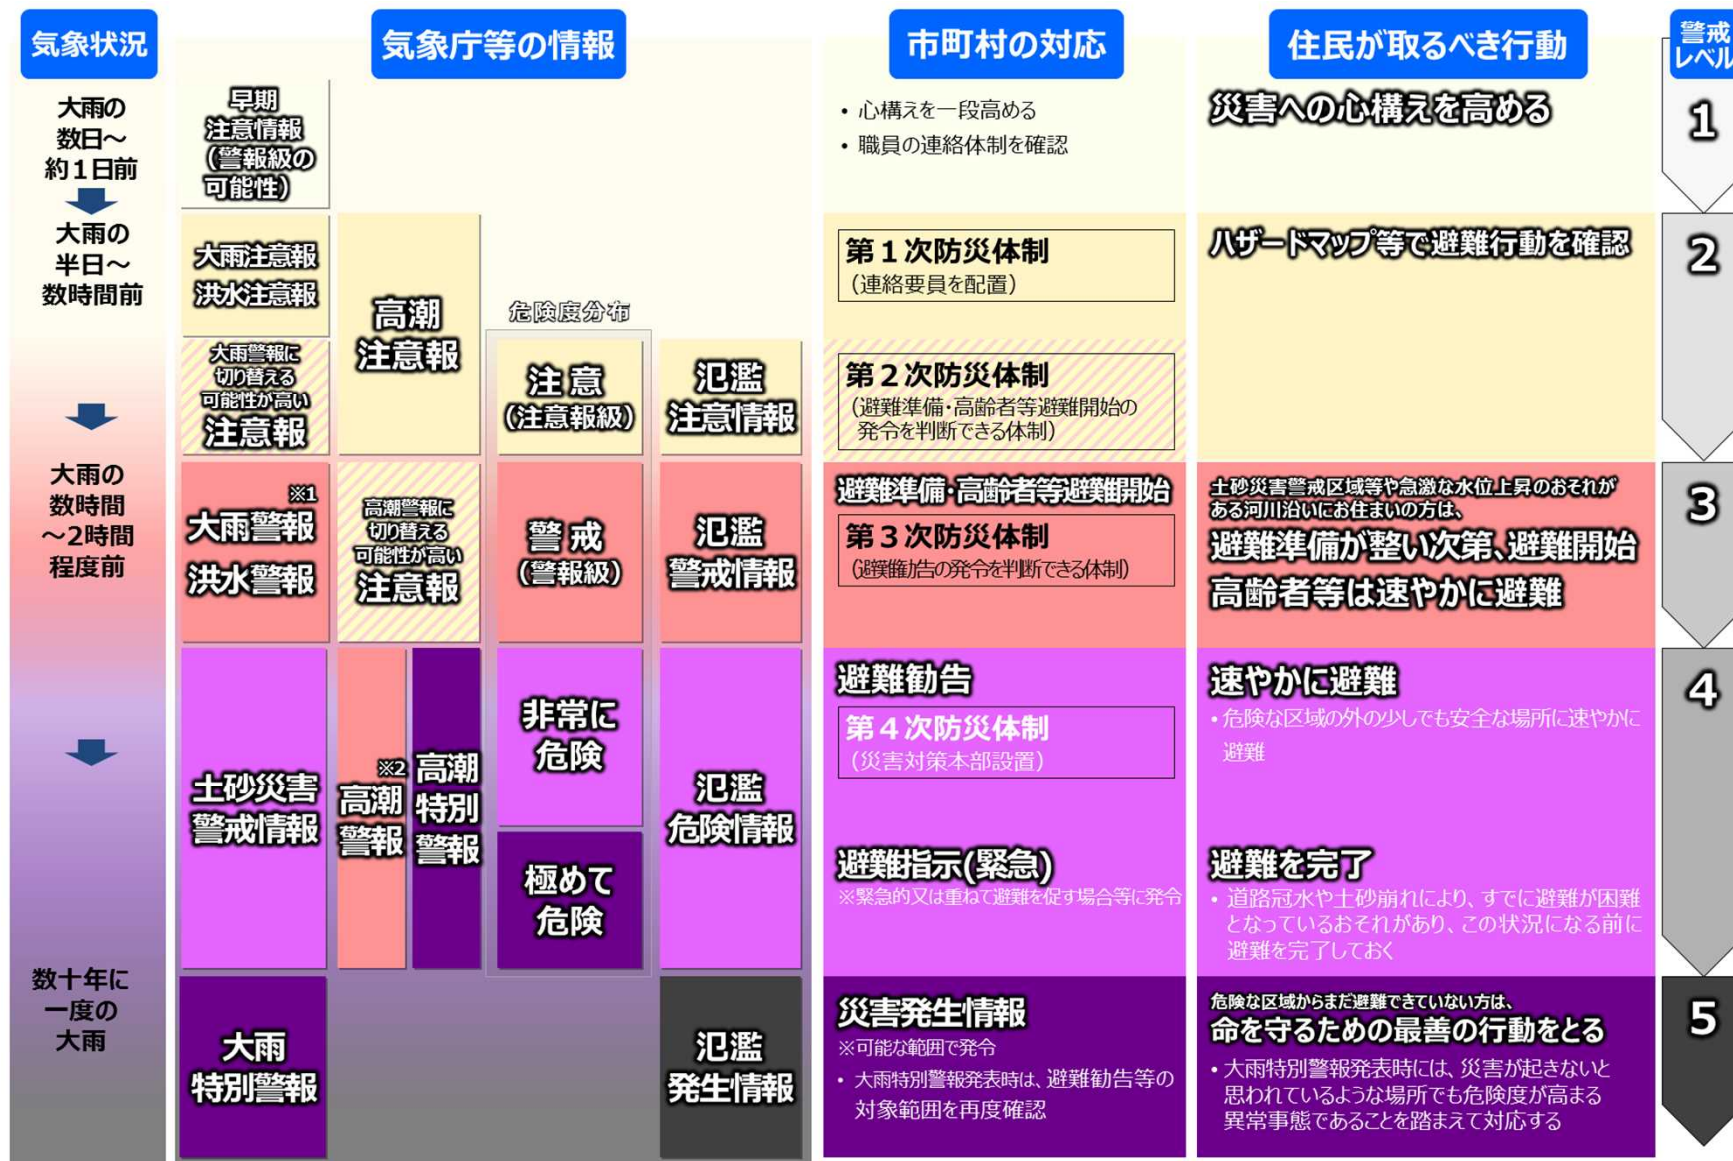 気象状況
気象庁等の情報
市町村の対応
住民が取るべき行動
警戒
レベル
大雨の
数日～
約１日前
早期
注意情報
（警報級の
可能性）
• 心構えを一段高める
• 職員の連絡体制を確認
災害への心構えを高める
1
大雨の
半日～
数時間前
大雨注意報
洪水注意報
大雨警報に
切り替える
可能性が高い
注意報
高潮
注意報
危険度分布
注意
（注意報級）
氾濫
注意情報
第１次防災体制
（連絡要員を配置）
第２次防災体制
（避難準備・高齢者等避難開始の
発令を判断できる体制）
ハザードマップ等で避難行動を確認
2
大雨の
数時間
～2時間
程度前
※1
大雨警報
洪水警報
高潮警報に
切り替える
可能性が高い
注意報
警戒
（警報級）
氾濫
警戒情報
避難準備・高齢者等避難開始
第３次防災体制
（避難勧告の発令を判断できる体制）
土砂災害警戒区域等や急激な水位上昇のおそれが
ある河川沿いにお住まいの方は、
避難準備が整い次第、避難開始
高齢者等は速やかに避難
3
土砂災害
警戒情報
※2
高潮
警報
高潮
特別
警報
非常に
危険
極めて
危険
氾濫
危険情報
避難勧告
第４次防災体制
（災害対策本部設置）
避難指示(緊急)
※緊急的又は重ねて避難を促す場合等に発令
速やかに避難
• 危険な区域の外の少しでも安全な場所に速やかに
避難
避難を完了
• 道路冠水や土砂崩れにより、すでに避難が困難
となっているおそれがあり、この状況になる前に
避難を完了しておく
4
数十年に
一度の
大雨
大雨
特別警報
氾濫
発生情報
災害発生情報
※可能な範囲で発令
• 大雨特別警報発表時は、避難勧告等の
対象範囲を再度確認
危険な区域からまだ避難できていない方は、
命を守るための最善の行動をとる
• 大雨特別警報発表時には、災害が起きないと
思われているような場所でも危険度が高まる
異常事態であることを踏まえて対応する
5